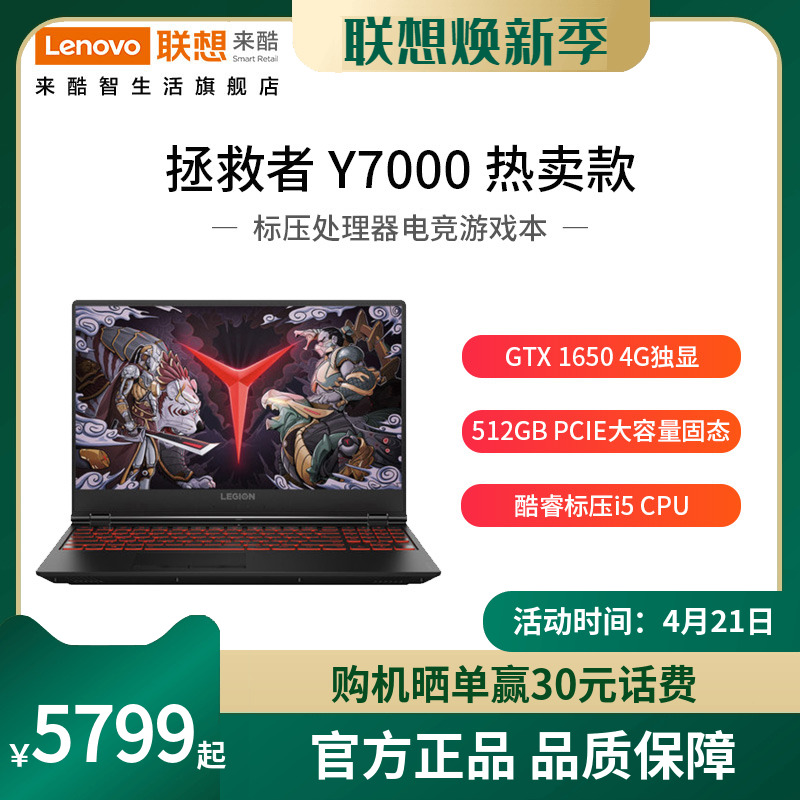 Lenovo 联想 来酷
Smart Retail
来酷智生活旗舰店
联想焕新季
拯救者 Y7000 热卖款
— 标压处理器电竞游戏本 —
GTX 1650 4G独显
512GB PCIE大容量固态
酷睿标压i5 CPU
LEGION
活动时间：4月21日
购机晒单赢30元话费
¥5799起
官方正品 品质保障